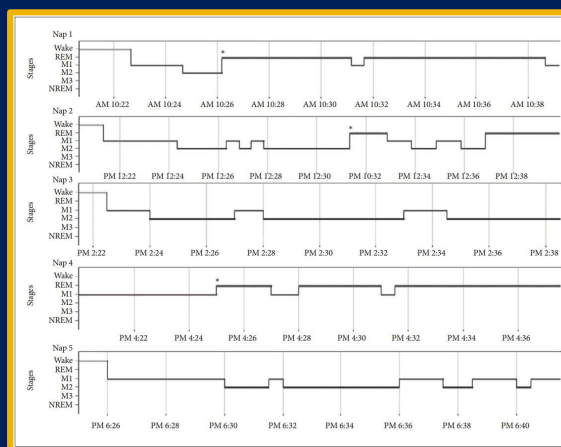 Nap 1
Wake
REM
M1
M2
M3
NREM
Stages
*
AM 10:22 AM 10:24 AM 10:26 AM 10:28 AM 10:30 AM 10:32 AM 10:34 AM 10:36 AM 10:38
Nap 2
Wake
REM
M1
M2
M3
NREM
Stages
*
PM 12:22 PM 12:24 PM 12:26 PM 12:28 PM 12:30 PM 10:32 PM 12:34 PM 12:36 PM 12:38
Nap 3
Wake
REM
M1
M2
M3
NREM
Stages
PM 2:22 PM 2:24 PM 2:26 PM 2:28 PM 2:30 PM 2:32 PM 2:34 PM 2:36 PM 2:38
Nap 4
Wake
REM
M1
M2
M3
NREM
Stages
*
PM 4:22 PM 4:24 PM 4:26 PM 4:28 PM 4:30 PM 4:32 PM 4:34 PM 4:36
Nap 5
Wake
REM
M1
M2
M3
NREM
Stages
PM 6:26 PM 6:28 PM 6:30 PM 6:32 PM 6:34 PM 6:36 PM 6:38 PM 6:40